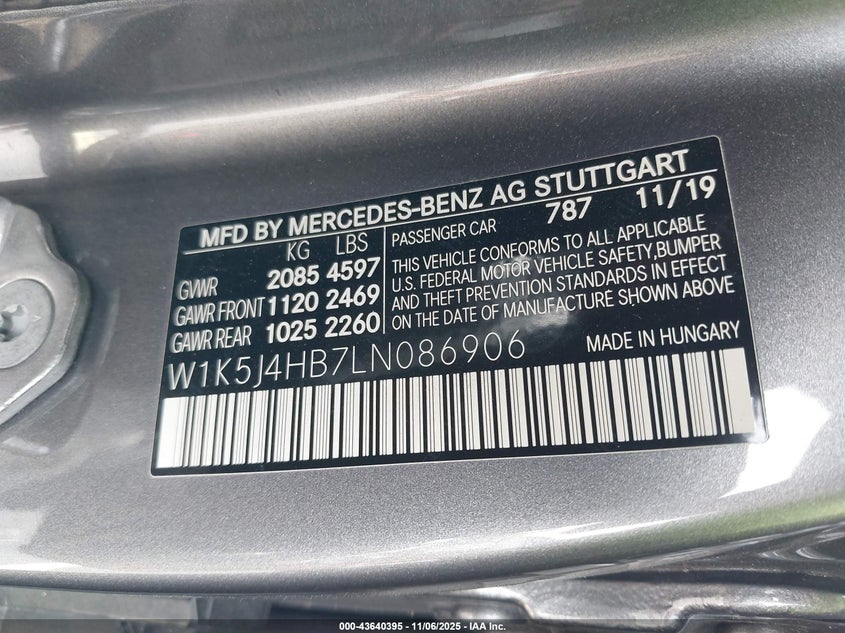 MFD BY MERCEDES-BENZ AG STUTTGART
KG LBS
GVWR 2085 4597
GAWR FRONT 1120 2469
GAWR REAR 1025 2260
PASSENGER CAR 787 11/19
THIS VEHICLE CONFORMS TO ALL APPLICABLE
U.S. FEDERAL MOTOR VEHICLE SAFETY, BUMPER
AND THEFT PREVENTION STANDARDS IN EFFECT
ON THE DATE OF MANUFACTURE SHOWN ABOVE
W1K5J4HB7LN086906 MADE IN HUNGARY
000-43640395 - 11/06/2025 - IAA Inc.